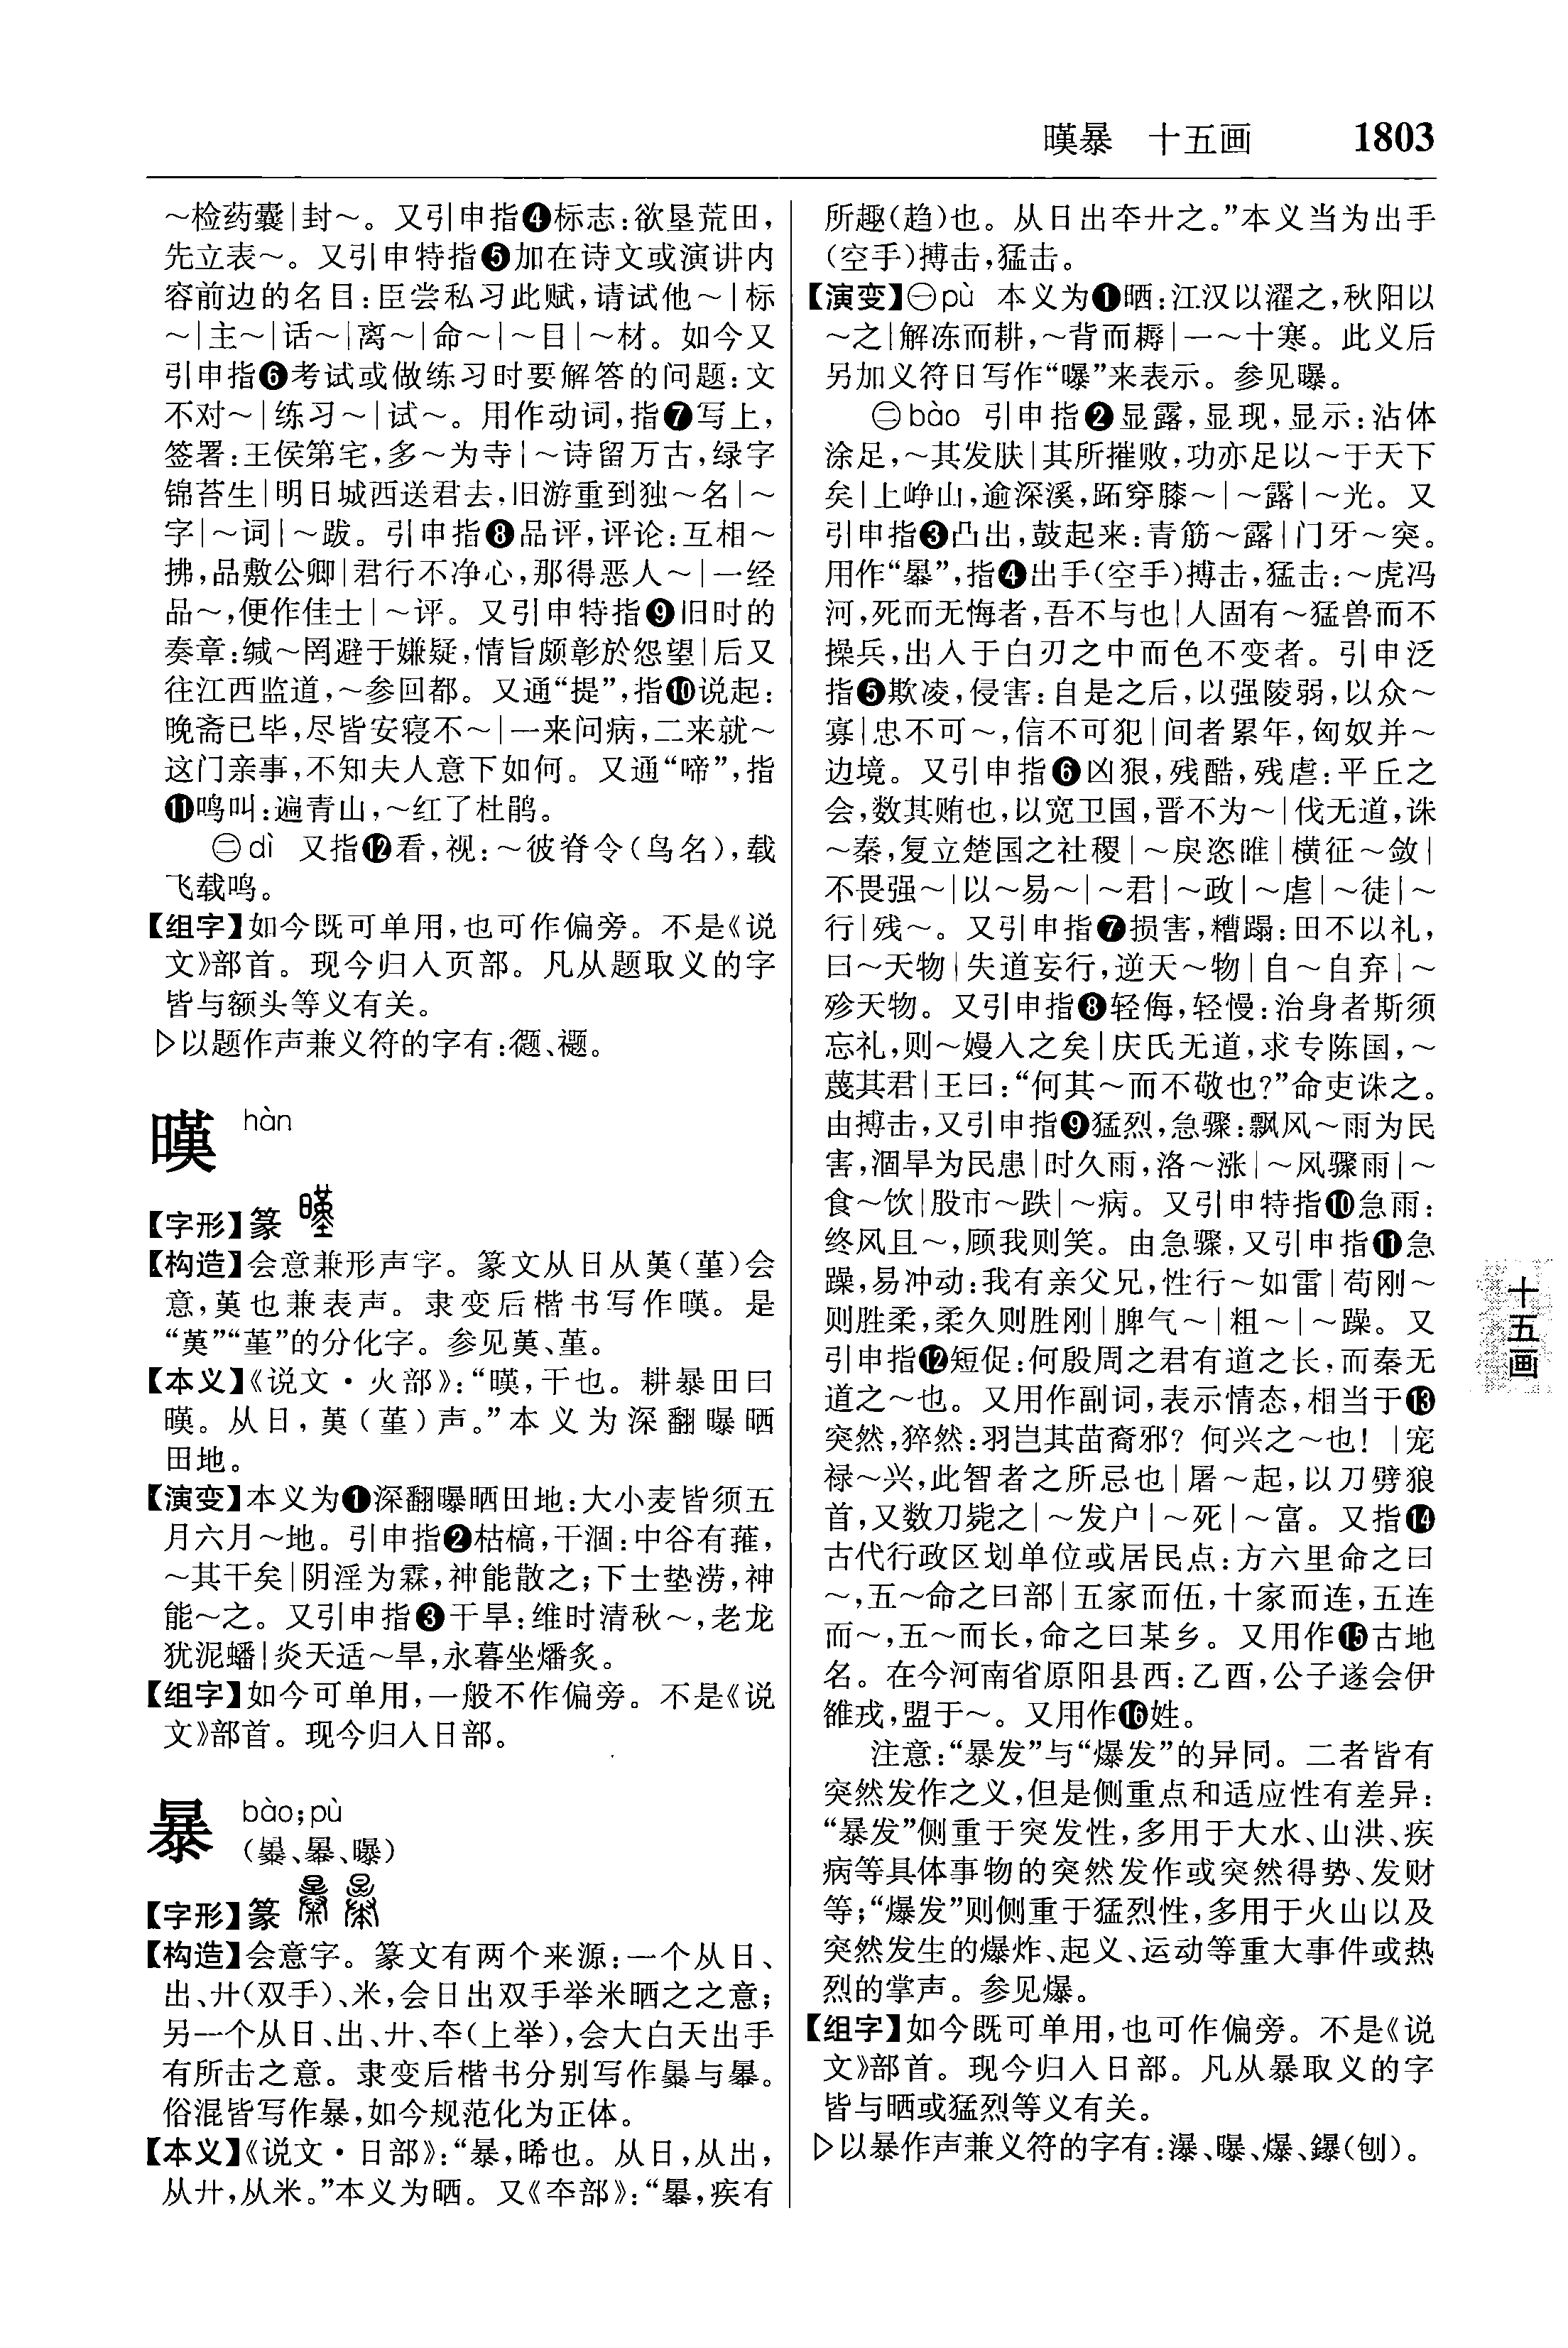 暵暴　十五画　1803
～检药囊|封～。又引申指❹标志:欲垦荒田,
先立表～。又引申特指❺加在诗文或演讲内
容前边的名目:臣尝私习此赋,请试他～|标
～|主～|话～|离～|命～|～目|～材。如今又
引申指❻考试或做练习时要解答的问题:文
不对～|练习～|试～。用作动词,指❼写上,
签署:王侯第宅,多～为寺|～诗留万古,绿字
锦苔生|明日城西送君去,旧游重到独～名|～
字|～词|～跋。引申指❽品评,评论:互相～
拂,品敷公卿|君行不净心,那得恶人～|一经
品～,便作佳士|～评。又引申特指❾旧时的
奏章:缄～罔避于嫌疑,情旨颇彰於怨望|后又
往江西监道,～参回都。又通“提”,指❿说起:
晚斋已毕,尽皆安寝不～|一来问病,二来就～
这门亲事,不知夫人意下如何。又通“啼”,指
⓫鸣叫:遍青山,～红了杜鹃。
㊁dì　又指⓬看,视:～彼脊令(鸟名),载
飞载鸣。
【组字】如今既可单用,也可作偏旁。不是《说
文》部首。现今归入页部。凡从题取义的字
皆与额头等义有关。
▷以题作声兼义符的字有:
暵 hàn
【字形】篆
【构造】会意兼形声字。篆文从日从𦰩(堇)会
意,𦰩也兼表声。隶变后楷书写作暵。是
“𦰩”“堇”的分化字。参见𦰩、堇。
【本义】《说文·火部》:“暵,干也。耕暴田曰
暵。从日,𦰩(堇)声。”本义为深翻曝晒
田地。
【演变】本义为❶深翻曝晒田地:大小麦皆须五
月六月～地。引申指❷枯槁,干涸:中谷有蓷,
～其干矣|阴淫为霖,神能散之;下土垫涝,神
能～之。又引申指❸干旱:维时清秋～,老龙
犹泥蟠|炎天适～旱,永暮坐燔炙。
【组字】如今可单用,一般不作偏旁。不是《说
文》部首。现今归入日部。
暴 bào;pù
(㬥、㬧、曝)
【字形】篆
【构造】会意字。篆文有两个来源:一个从日、
出、廾(双手)、米,会日出双手举米晒之之意;
另一个从日、出、廾、夲(上举),会大白天出手
有所击之意。隶变后楷书分别写作㬥与㬧。
俗混皆写作暴,如今规范化为正体。
【本义】《说文·日部》:“暴,晞也。从日,从出,
从廾,从米。”本义为晒。又《夲部》:“㬧,疾有
所趣(趋)也。从日出夲廾之。”本义当为出手
(空手)搏击,猛击。
【演变】㊀pù　本义为❶晒:江汉以濯之,秋阳以
～之|解冻而耕,～背而耨|一～十寒。此义后
另加义符日写作“曝”来表示。参见曝。
㊁bào　引申指❷显露,显现,显示:沾体
涂足,～其发肤|其所摧败,功亦足以～于天下
矣|上峥山,逾深溪,跖穿膝～|～露|～光。又
引申指❸凸出,鼓起来:青筋～露|门牙～突。
用作“㬧”,指❹出手(空手)搏击,猛击:～虎冯
河,死而无悔者,吾不与也|人固有～猛兽而不
操兵,出入于白刃之中而色不变者。引申泛
指❺欺凌,侵害:自是之后,以强陵弱,以众～
寡|忠不可～,信不可犯|间者累年,匈奴并～
边境。又引申指❻凶狠,残酷,残虐:平丘之
会,数其贿也,以宽卫国,晋不为～|伐无道,诛
～秦,复立楚国之社稷|～戾恣睢|横征～敛|
不畏强～|以～易～|～君|～政|～虐|～徒|～
行|残～。又引申指❼损害,糟蹋:田不以礼,
曰～天物|失道妄行,逆天～物|自～自弃|～
殄天物。又引申指❽轻侮,轻慢:治身者斯须
忘礼,则～嫚入之矣|庆氏无道,求专陈国,～
蔑其君|王曰:“何其～而不敬也?”命吏诛之。
由搏击,又引申指❾猛烈,急骤:飘风～雨为民
害,涸旱为民患|时久雨,洛～涨|～风骤雨|～
食～饮|股市～跌|～病。又引申特指❿急雨:
终风且～,顾我则笑。由急骤,又引申指⓫急
躁,易冲动:我有亲父兄,性行～如雷|苟刚～
则胜柔,柔久则胜刚|脾气～|粗～|～躁。又
引申指⓬短促:何殷周之君有道之长,而秦无
道之～也。又用作副词,表示情态,相当于⓭
突然,猝然:羽岂其苗裔邪? 何兴之～也! |宠
禄～兴,此智者之所忌也|屠～起,以刀劈狼
首,又数刀毙之|～发户|～死|～富。又指⓮
古代行政区划单位或居民点:方六里命之曰
～,五～命之曰部|五家而伍,十家而连,五连
而～,五～而长,命之曰某乡。又用作⓯古地
名。在今河南省原阳县西:乙酉,公子遂会伊
雒戎,盟于～。又用作⓰姓。
注意:“暴发”与“爆发”的异同。二者皆有
突然发作之义,但是侧重点和适应性有差异:
“暴发”侧重于突发性,多用于大水、山洪、疾
病等具体事物的突然发作或突然得势、发财
等;“爆发”则侧重于猛烈性,多用于火山以及
突然发生的爆炸、起义、运动等重大事件或热
烈的掌声。参见爆。
【组字】如今既可单用,也可作偏旁。不是《说
文》部首。现今归入日部。凡从暴取义的字
皆与晒或猛烈等义有关。
▷以暴作声兼义符的字有:瀑、曝、爆、鑤(刨)。
十五画